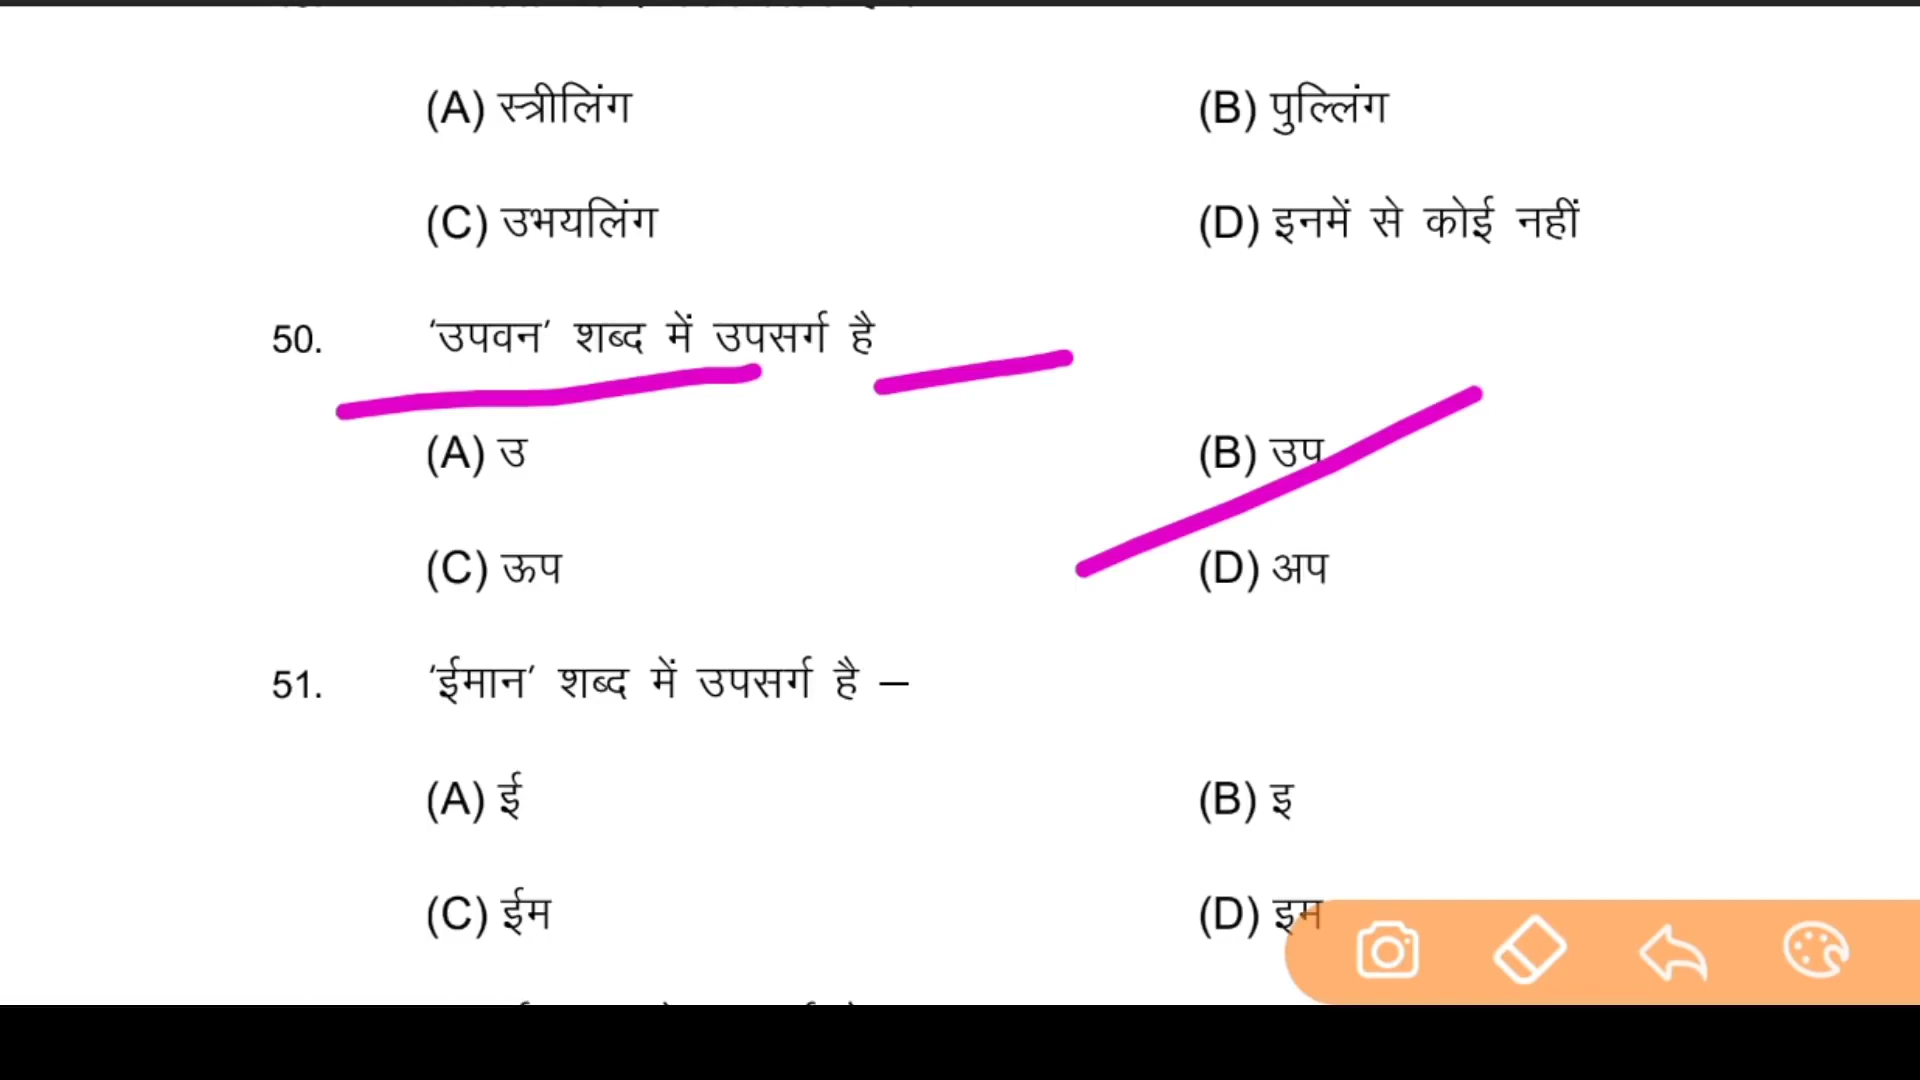 (A) स्त्रीलिंग (B) पुल्लिंग
(C) उभयलिंग (D) इनमें से कोई नहीं
50. ‘उपवन’ शब्द में उपसर्ग है
(A) उ (B) उप
(C) ऊप (D) अप
51. ‘ईमान’ शब्द में उपसर्ग है –
(A) ई (B) इ
(C) ईम (D) इम